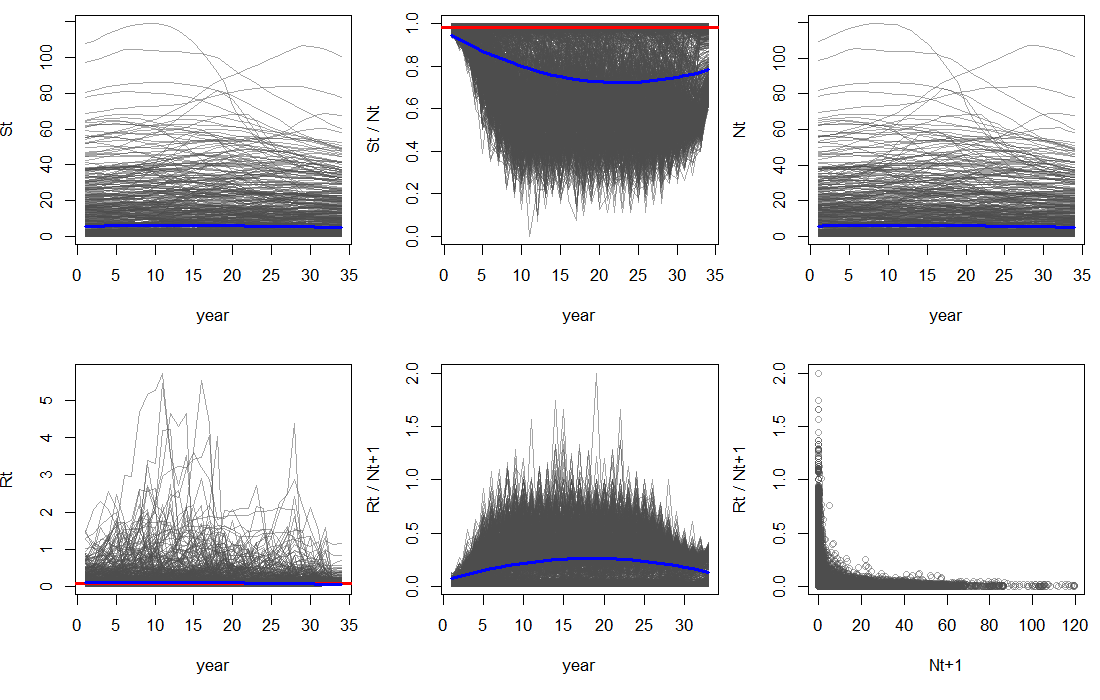 St
0 20 40 60 80 100
0 5 10 15 20 25 30 35
year
St / Nt
0.0 0.2 0.4 0.6 0.8 1.0
0 5 10 15 20 25 30 35
year
Nt
0 20 40 60 80 100
0 5 10 15 20 25 30 35
year
Rt
0 1 2 3 4 5
0 5 10 15 20 25 30 35
year
Rt / Nt+1
0.0 0.5 1.0 1.5 2.0
0 5 10 15 20 25 30
year
Rt / Nt+1
0.0 0.5 1.0 1.5 2.0
0 20 40 60 80 100 120
Nt+1